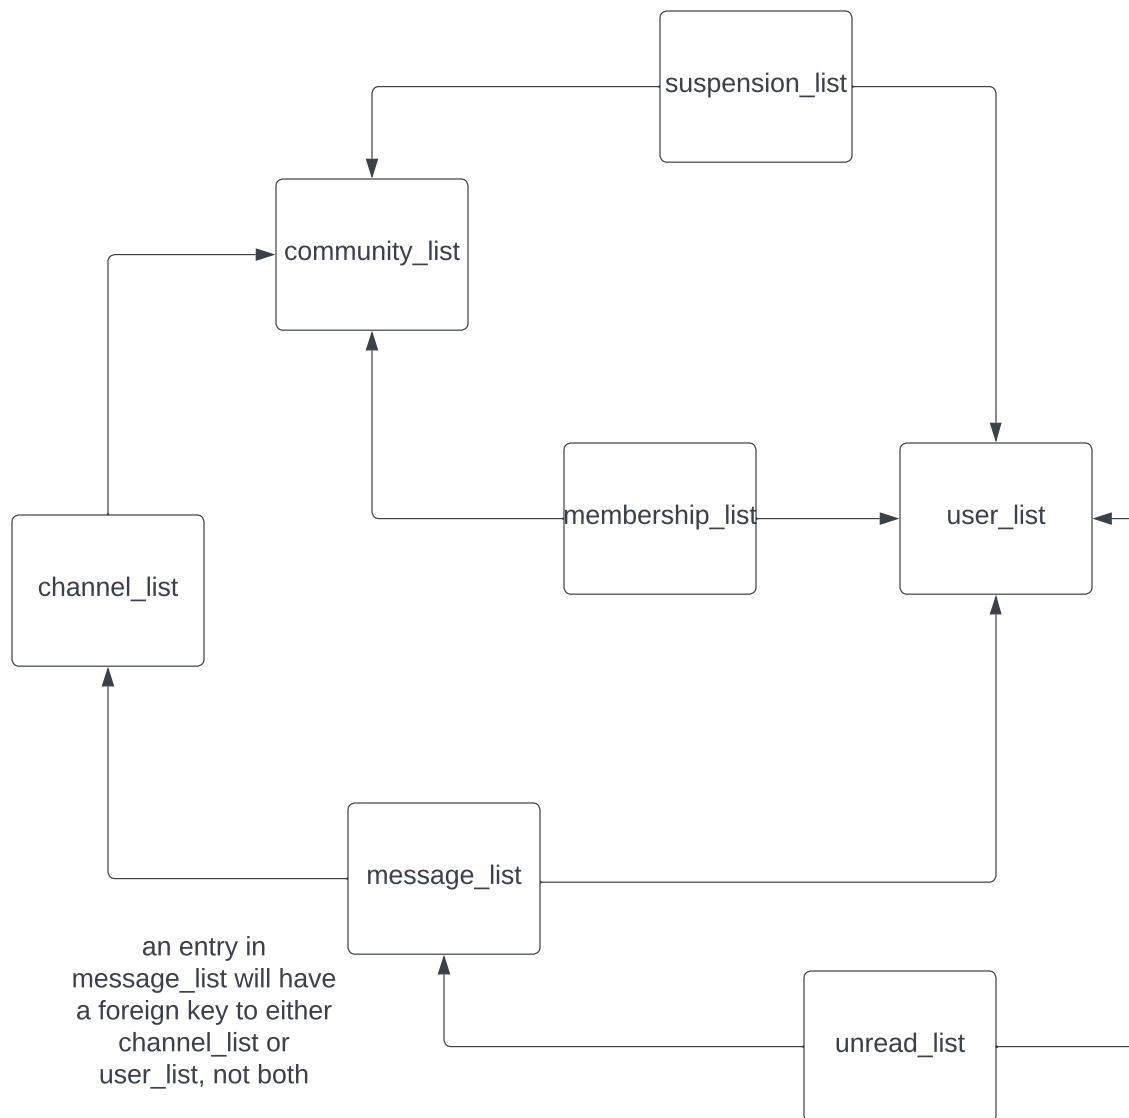 suspension_list
community_list
membership_list
user_list
channel_list
message_list
an entry in
message_list will have
a foreign key to either
channel_list or
user_list, not both
unread_list